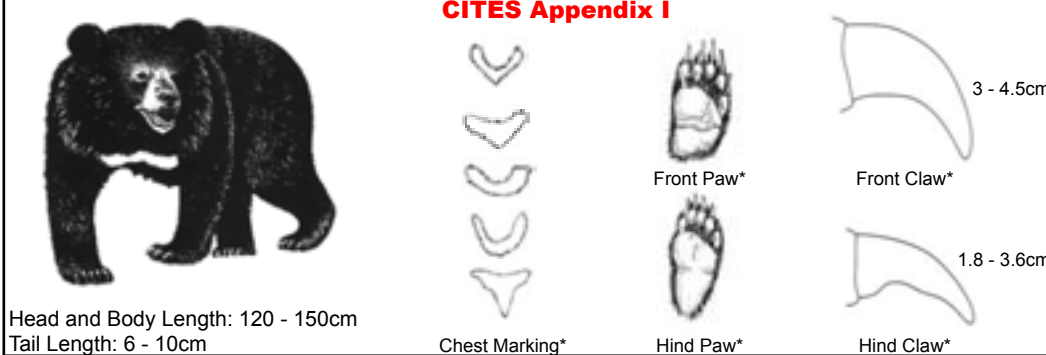 CITES Appendix I
3 - 4.5cm
Front Paw*
Front Claw*
1.8 - 3.6cm
Head and Body Length: 120 - 150cm
Tail Length: 6 - 10cm
Chest Marking*
Hind Paw*
Hind Claw*